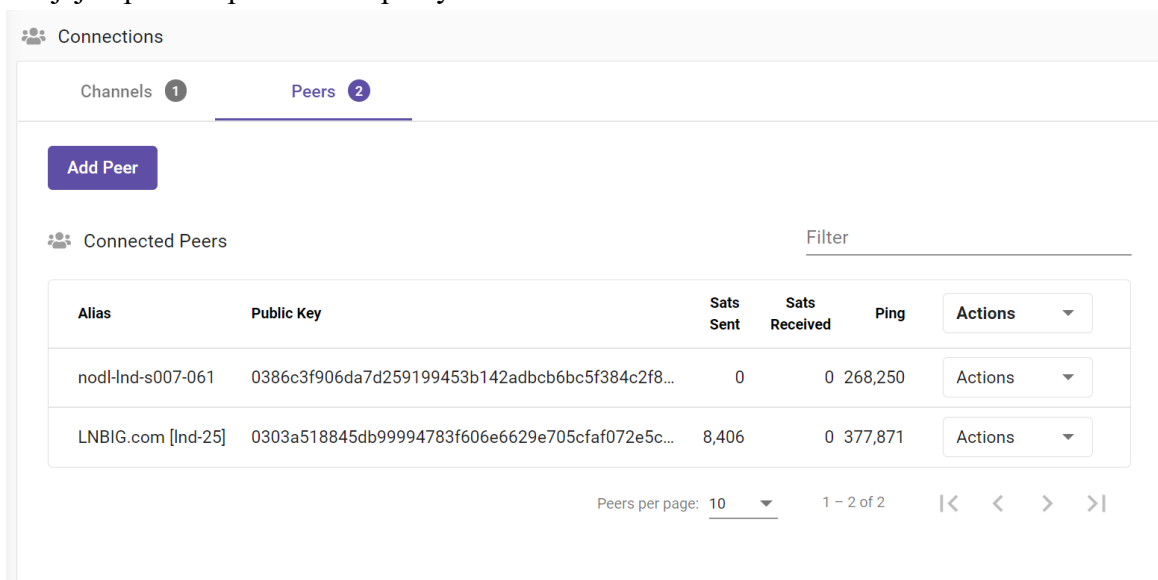 Connections
Channels 1 Peers 2
Add Peer
Connected Peers Filter
Alias Public Key Sats Sent Sats Received Ping Actions
nodl-lnd-s007-061 0386c3f906da7d259199453b142adbcb6bc5f384c2f8... 0 0 268,250 Actions
LNBIG.com [lnd-25] 0303a518845db99994783f606e6629e705cfaf072e5c... 8,406 0 377,871 Actions
Peers per page: 10 1 – 2 of 2